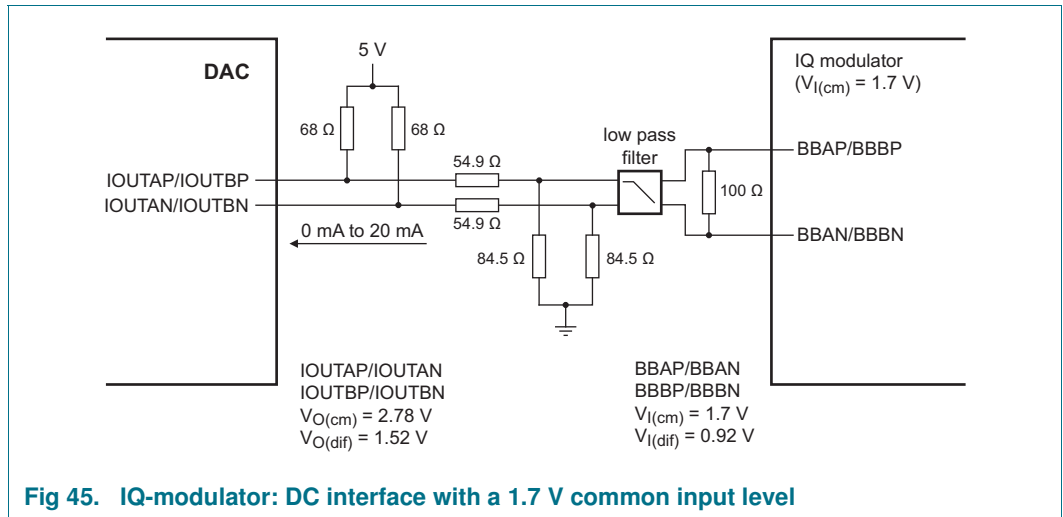 5 V
DAC
IQ modulator
(VI(cm) = 1.7 V)
68 Ω
68 Ω
low pass
filter
BBAP/BBBP
54.9 Ω
IOUTAP/IOUTBP
100 Ω
IOUTAN/IOUTBN
54.9 Ω
BBAN/BBBN
0 mA to 20 mA
84.5 Ω
84.5 Ω
IOUTAP/IOUTAN
IOUTBP/IOUTBN
VO(cm) = 2.78 V
VO(dif) = 1.52 V
BBAP/BBAN
BBBP/BBBN
VI(cm) = 1.7 V
VI(dif) = 0.92 V
Fig 45. IQ-modulator: DC interface with a 1.7 V common input level